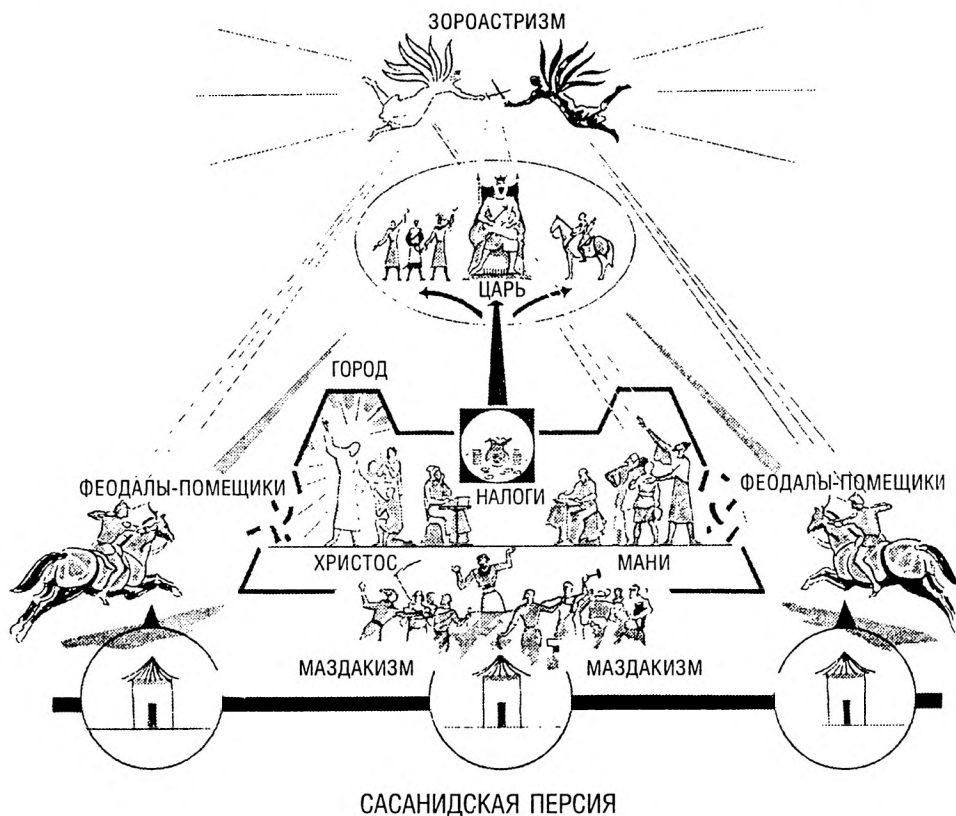 ЗОРОАСТРИЗМ
ЦАРЬ
ГОРОД
ФЕОДАЛЫ-ПОМЕЩИКИ
НАЛОГИ
ФЕОДАЛЫ-ПОМЕЩИКИ
ХРИСТОС
МАНИ
МАЗДАКИЗМ
МАЗДАКИЗМ
САСАНИДСКАЯ ПЕРСИЯ